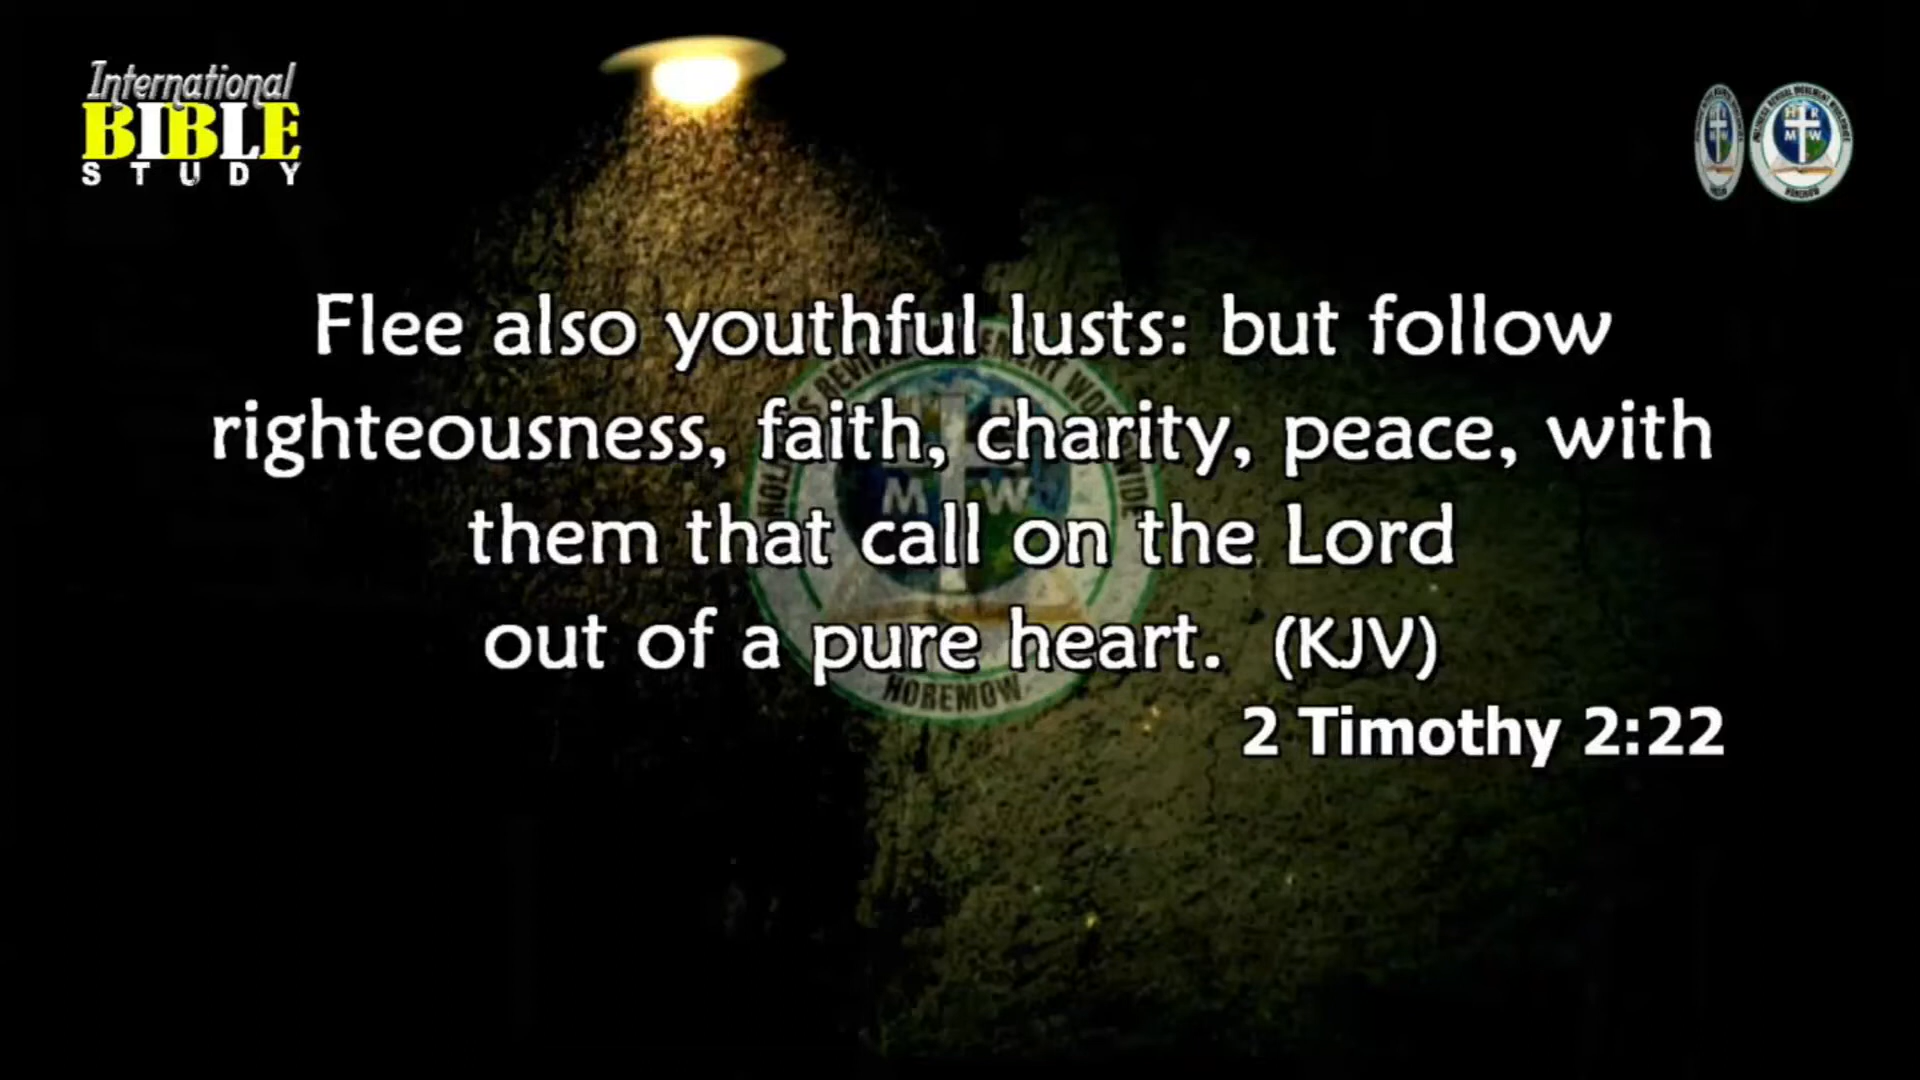 International
BIBLE
STUDY
H R
M W
Flee also youthful lusts: but follow
righteousness, faith, charity, peace, with
them that call on the Lord
out of a pure heart. (KJV)
2 Timothy 2:22
M W
HOREMOW